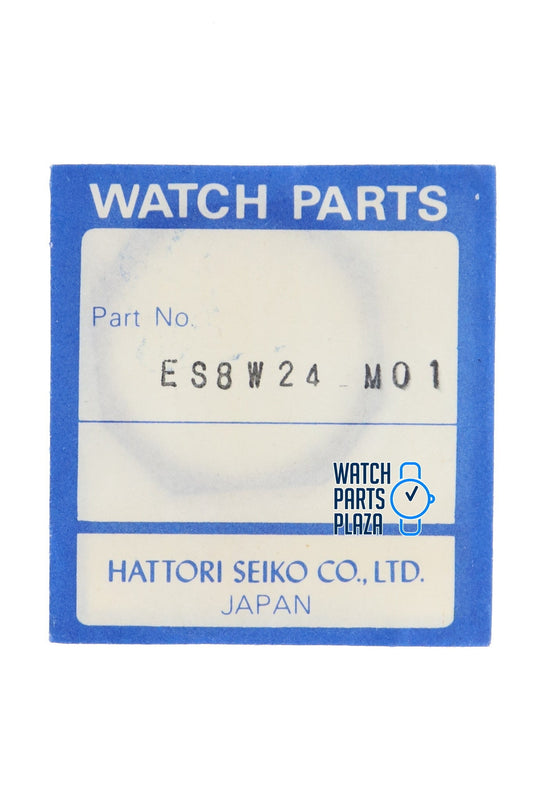 WATCH PARTS
Part No.
ES8W24 M01
WATCH
PARTS
PLAZA
HATTORI SEIKO CO., LTD.
JAPAN